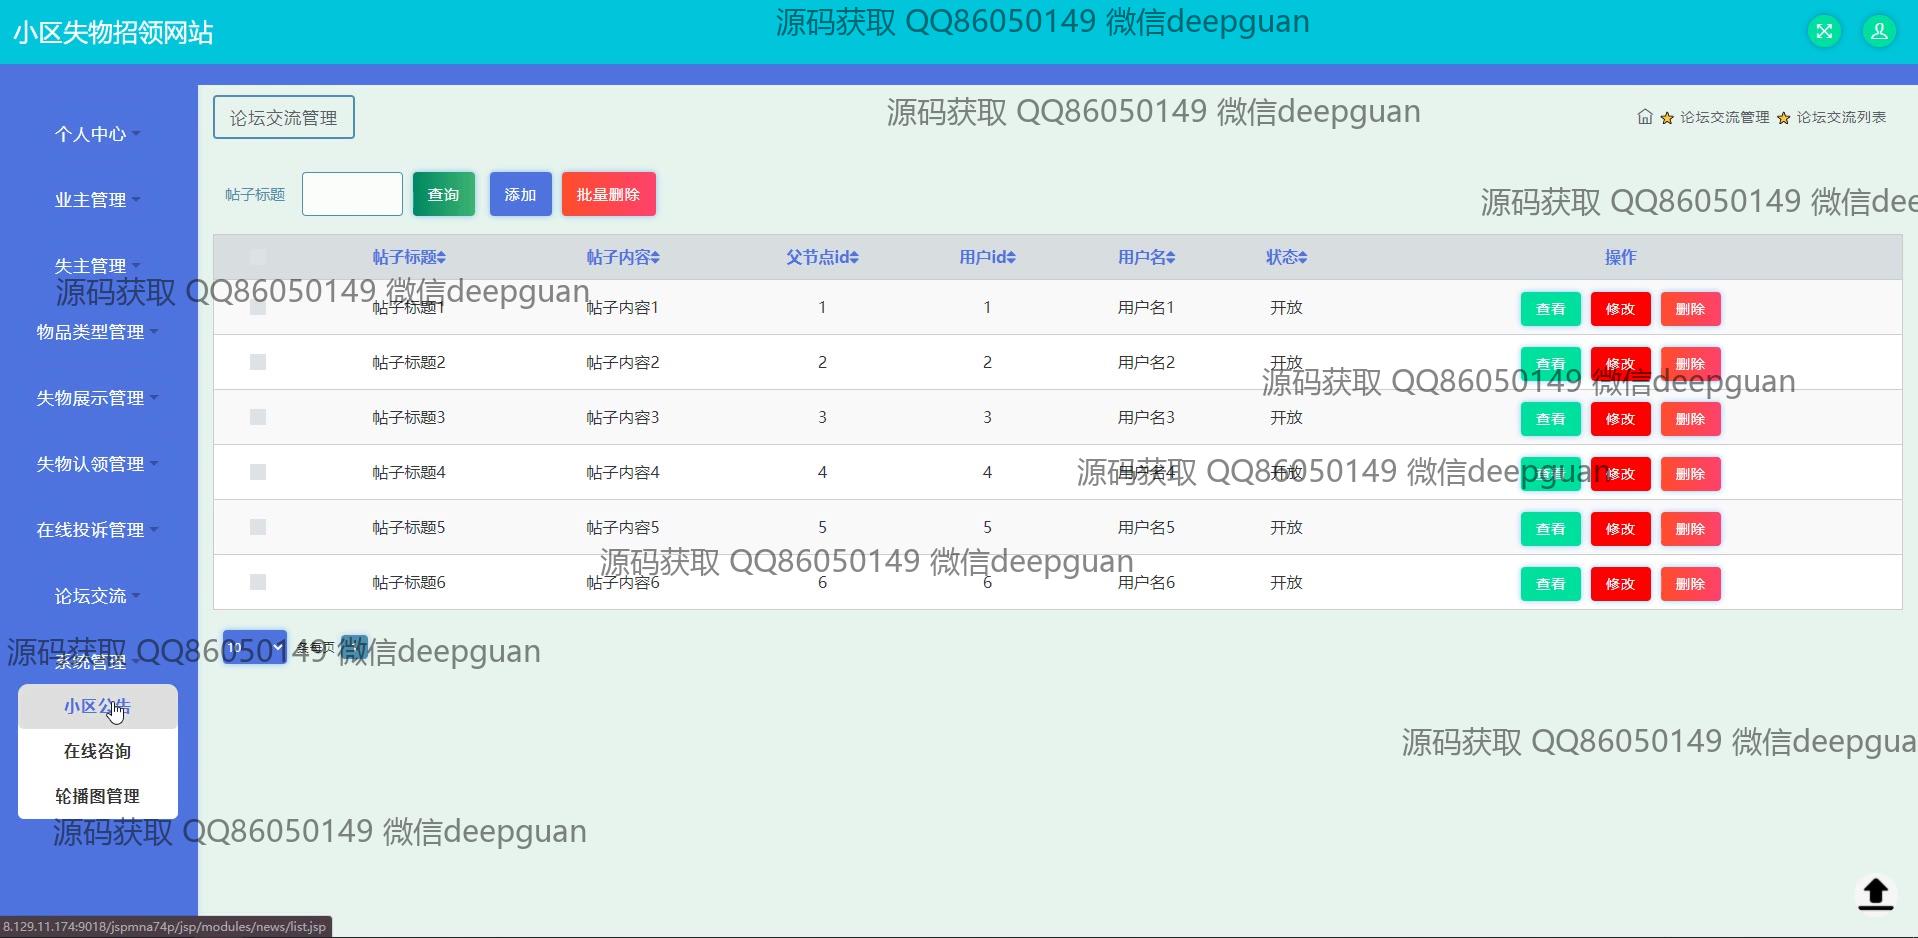 小区失物招领网站
源码获取 QQ86050149 微信deepguan
论坛交流管理
源码获取 QQ86050149 微信deepguan
论坛交流管理 论坛交流列表
个人中心
业主管理
失主管理
物品类型管理
失物展示管理
失物认领管理
在线投诉管理
论坛交流
系统管理
小区公告
在线咨询
轮播图管理
帖子标题 查询 添加 批量删除
源码获取 QQ86050149 微信dee
帖子标题 帖子内容 父节点id 用户id 用户名 状态 操作
源码获取 QQ86050149 微信deepguan
帖子标题1 帖子内容1 1 1 用户名1 开放 查看 修改 删除
帖子标题2 帖子内容2 2 2 用户名2 开放 查看 修改 删除
源码获取 QQ86050149 微信deepguan
帖子标题3 帖子内容3 3 3 用户名3 开放 查看 修改 删除
帖子标题4 帖子内容4 4 4 用户名4 开放 查看 修改 删除
源码获取 QQ86050149 微信deepguan
帖子标题5 帖子内容5 5 5 用户名5 开放 查看 修改 删除
源码获取 QQ86050149 微信deepguan
帖子标题6 帖子内容6 6 6 用户名6 开放 查看 修改 删除
10 条每页
源码获取 QQ86050149 微信deepguan
源码获取 QQ86050149 微信deepgua
源码获取 QQ86050149 微信deepguan
8.129.11.174:9018/jspmna74p/jsp/modules/news/list.jsp